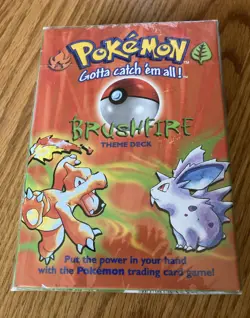 POKéMON
Gotta catch 'em all!
BRUSHFIRE
THEME DECK
Put the power in your hand
with the Pokémon trading card game!